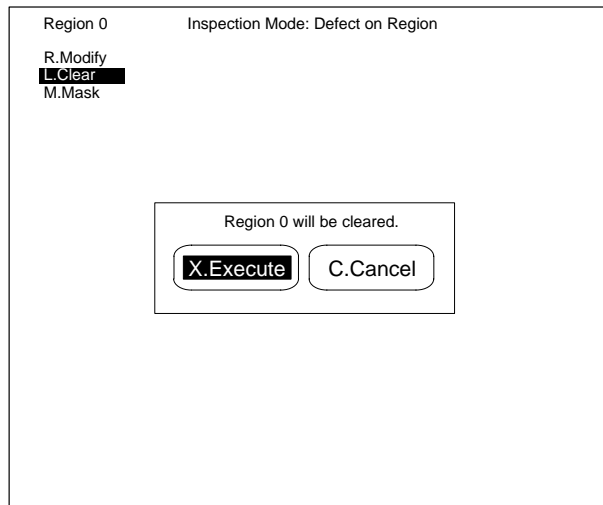 Region 0 Inspection Mode: Defect on Region
R.Modify
L.Clear
M.Mask
Region 0 will be cleared.
X.Execute C.Cancel